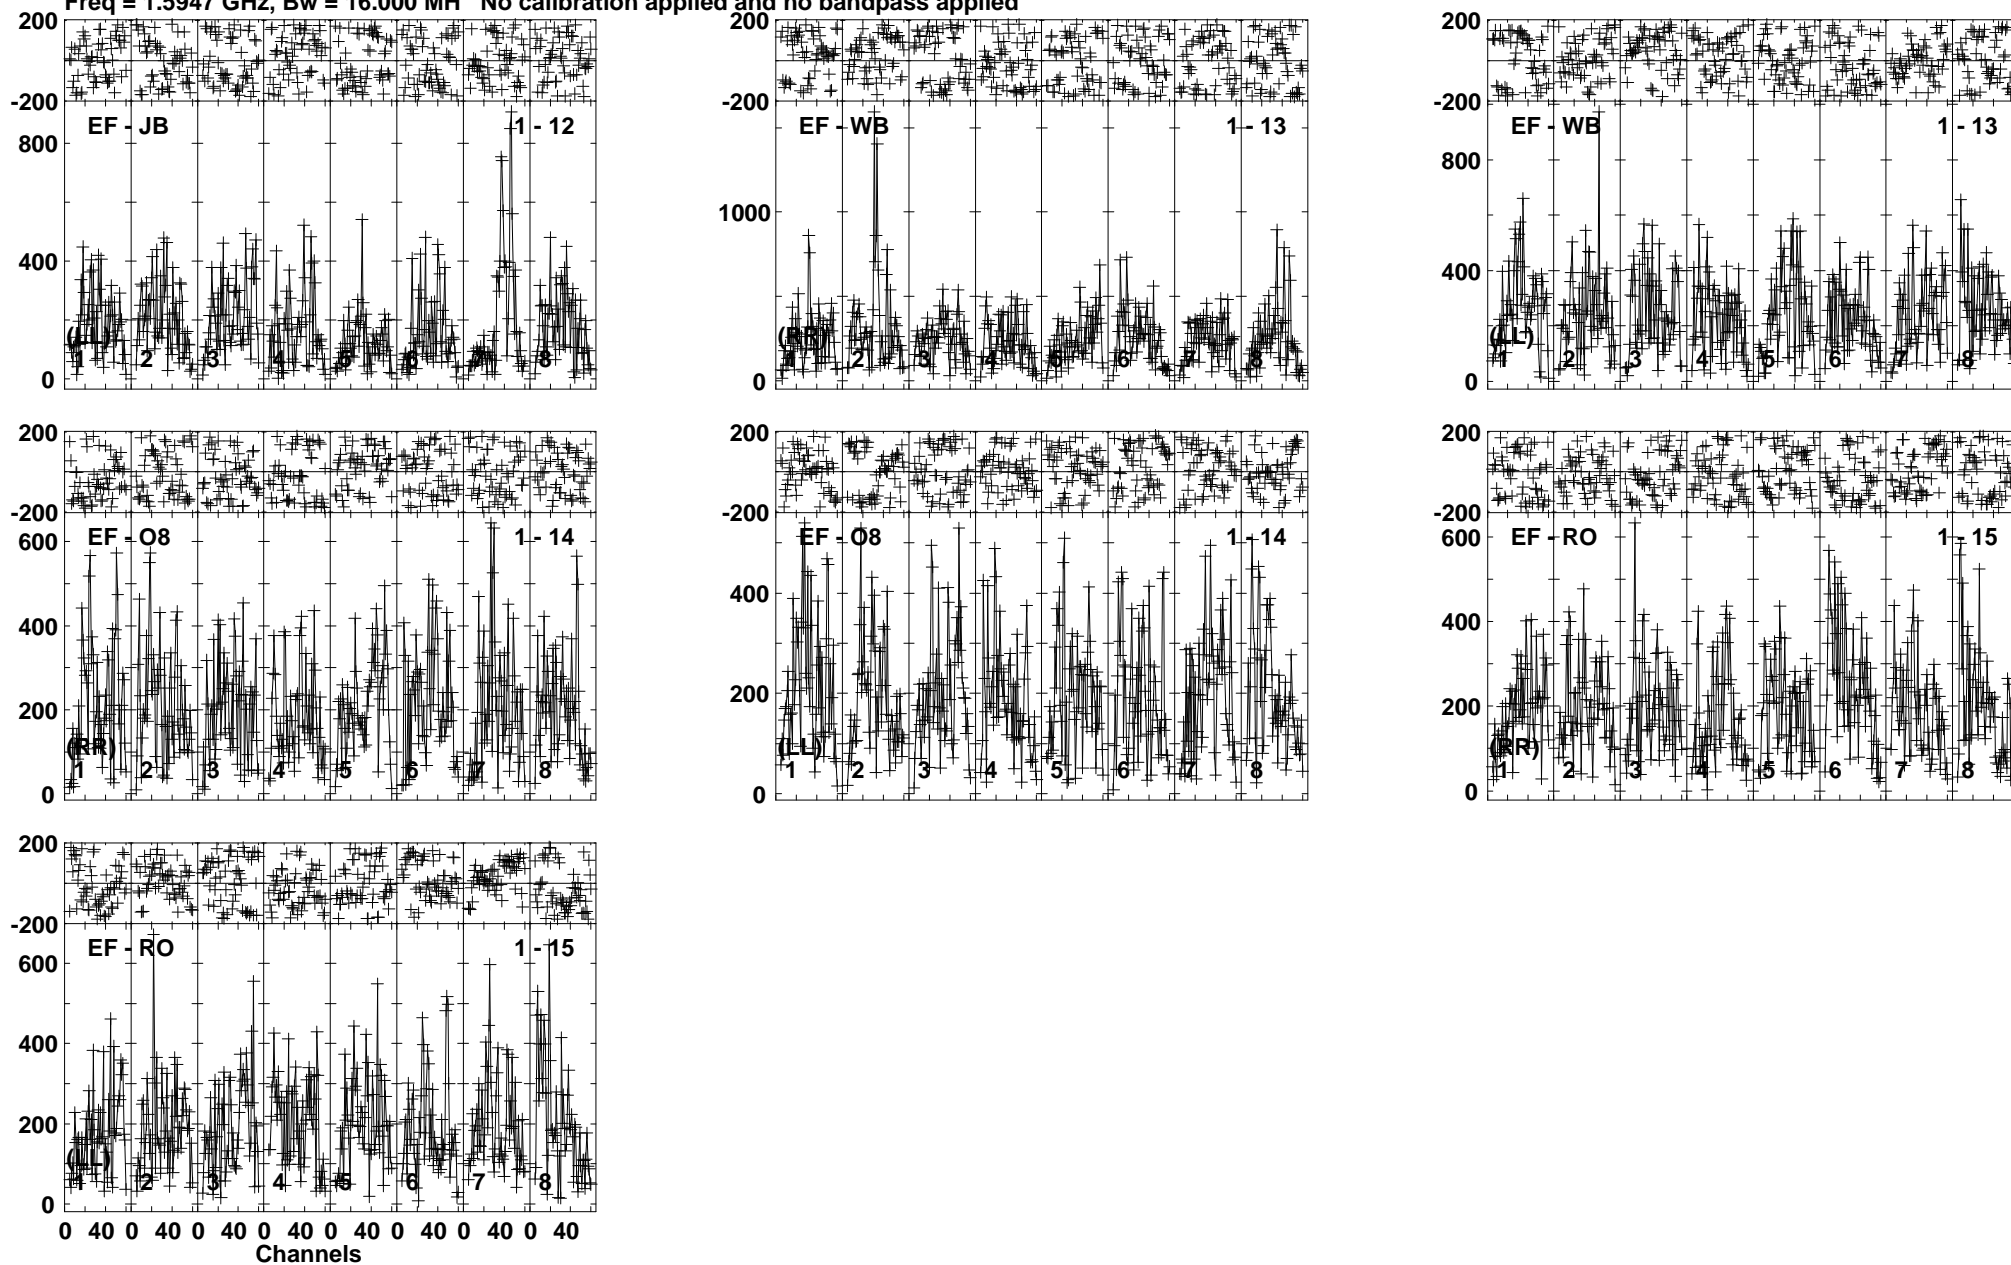 Freq = 1.5947 GHz, Bw = 16.000 MH No calibration applied and no bandpass applied
200
-200
EF - JB 1 - 12
800
400
0
(LL)
1 2 3 4 5 6 7 8
200
-200
EF - WB 1 - 13
1000
0
(RR)
1 2 3 4 5 6 7 8
200
-200
EF - WB 1 - 13
800
400
0
(LL)
1 2 3 4 5 6 7 8
200
-200
EF - O8 1 - 14
600
400
200
0
(RR)
1 2 3 4 5 6 7 8
200
-200
EF - O8 1 - 14
400
200
0
(LL)
1 2 3 4 5 6 7 8
200
-200
EF - RO 1 - 15
600
400
200
0
(RR)
1 2 3 4 5 6 7 8
200
-200
EF - RO 1 - 15
600
400
200
0
(LL)
1 2 3 4 5 6 7 8
0 40 0 40 0 40 0 40 0 40 0 40 0 40 0 40
Channels